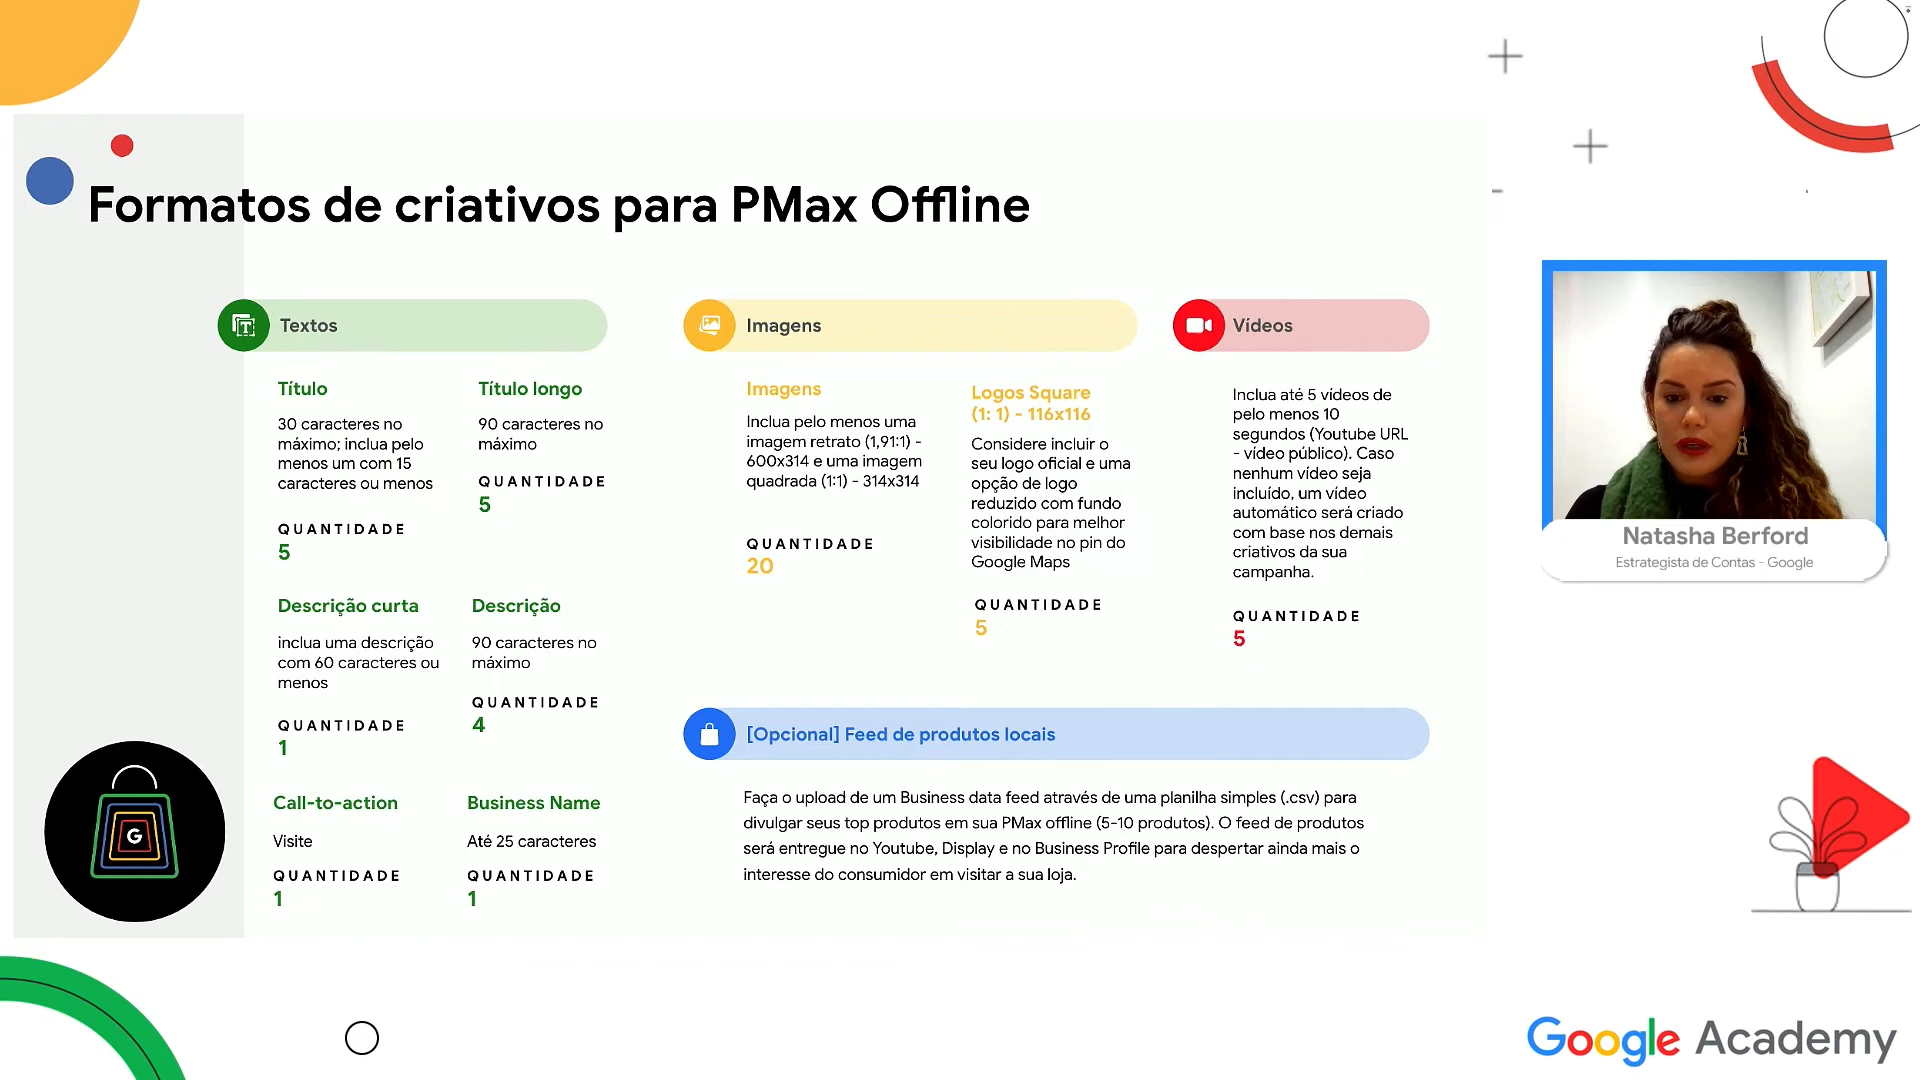 Formatos de criativos para PMax Offline
Textos
Título
30 caracteres no
máximo; inclua pelo
menos um com 15
caracteres ou menos
QUANTIDADE
5
Título longo
90 caracteres no
máximo
QUANTIDADE
5
Descrição curta
inclua uma descrição
com 60 caracteres ou
menos
QUANTIDADE
1
Descrição
90 caracteres no
máximo
QUANTIDADE
4
Call-to-action
Visite
QUANTIDADE
1
Business Name
Até 25 caracteres
QUANTIDADE
1
Imagens
Imagens
Inclua pelo menos uma
imagem retrato (1,91:1) -
600x314 e uma imagem
quadrada (1:1) - 314x314
QUANTIDADE
20
Logos Square
(1: 1) - 116x116
Considere incluir o
seu logo oficial e uma
opção de logo
reduzido com fundo
colorido para melhor
visibilidade no pin do
Google Maps
QUANTIDADE
5
Vídeos
Inclua até 5 vídeos de
pelo menos 10
segundos (Youtube URL
- vídeo público). Caso
nenhum vídeo seja
incluído, um vídeo
automático será criado
com base nos demais
criativos da sua
campanha.
QUANTIDADE
5
[Opcional] Feed de produtos locais
Faça o upload de um Business data feed através de uma planilha simples (.csv) para
divulgar seus top produtos em sua PMax offline (5-10 produtos). O feed de produtos
será entregue no Youtube, Display e no Business Profile para despertar ainda mais o
interesse do consumidor em visitar a sua loja.
G
Natasha Berford
Estrategista de Contas - Google
Google Academy